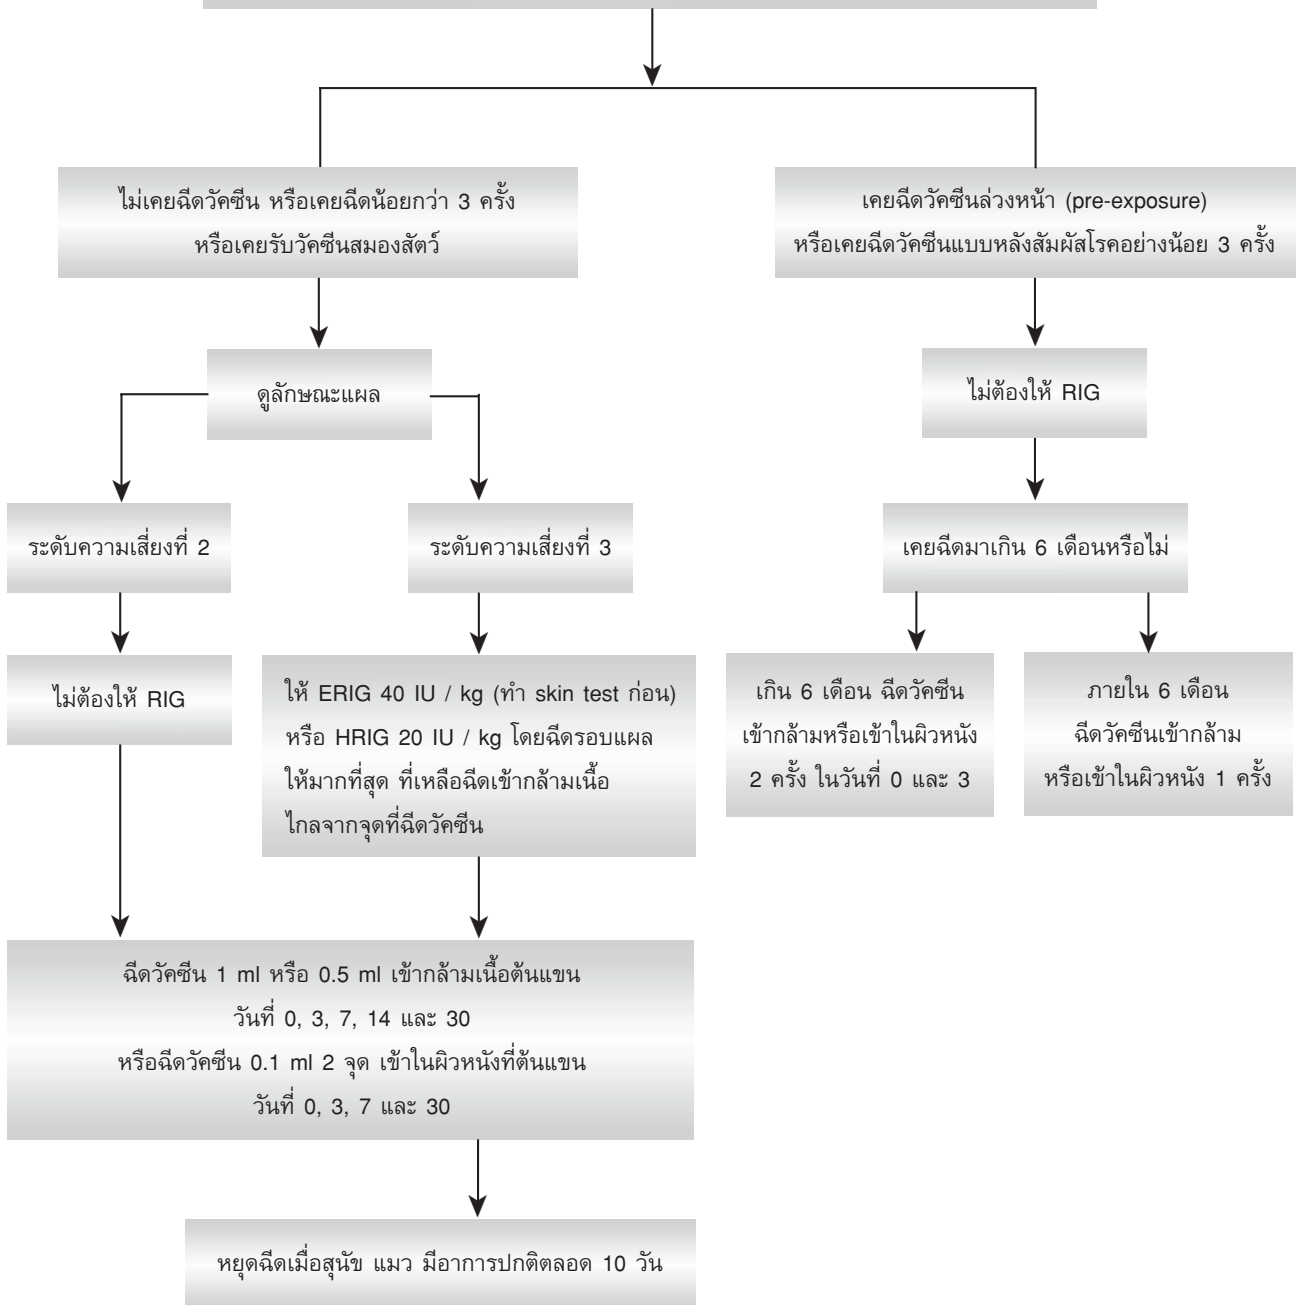 ไม่เคยฉีดวัคซีน หรือเคยฉีดน้อยกว่า 3 ครั้ง
หรือเคยรับวัคซีนสมองสัตว์
เคยฉีดวัคซีนล่วงหน้า (pre-exposure)
หรือเคยฉีดวัคซีนแบบหลังสัมผัสโรคอย่างน้อย 3 ครั้ง
ดูลักษณะแผล
ไม่ต้องให้ RIG
ระดับความเสี่ยงที่ 2
ระดับความเสี่ยงที่ 3
เคยฉีดมาเกิน 6 เดือนหรือไม่
ไม่ต้องให้ RIG
ให้ ERIG 40 IU / kg (ทำ skin test ก่อน)
หรือ HRIG 20 IU / kg โดยฉีดรอบแผล
ให้มากที่สุด ที่เหลือฉีดเข้ากล้ามเนื้อ
ไกลจากจุดที่ฉีดวัคซีน
เกิน 6 เดือน ฉีดวัคซีน
เข้ากล้ามหรือเข้าในผิวหนัง
2 ครั้ง ในวันที่ 0 และ 3
ภายใน 6 เดือน
ฉีดวัคซีนเข้ากล้าม
หรือเข้าในผิวหนัง 1 ครั้ง
ฉีดวัคซีน 1 ml หรือ 0.5 ml เข้ากล้ามเนื้อต้นแขน
วันที่ 0, 3, 7, 14 และ 30
หรือฉีดวัคซีน 0.1 ml 2 จุด เข้าในผิวหนังที่ต้นแขน
วันที่ 0, 3, 7 และ 30
หยุดฉีดเมื่อสุนัข แมว มีอาการปกติตลอด 10 วัน